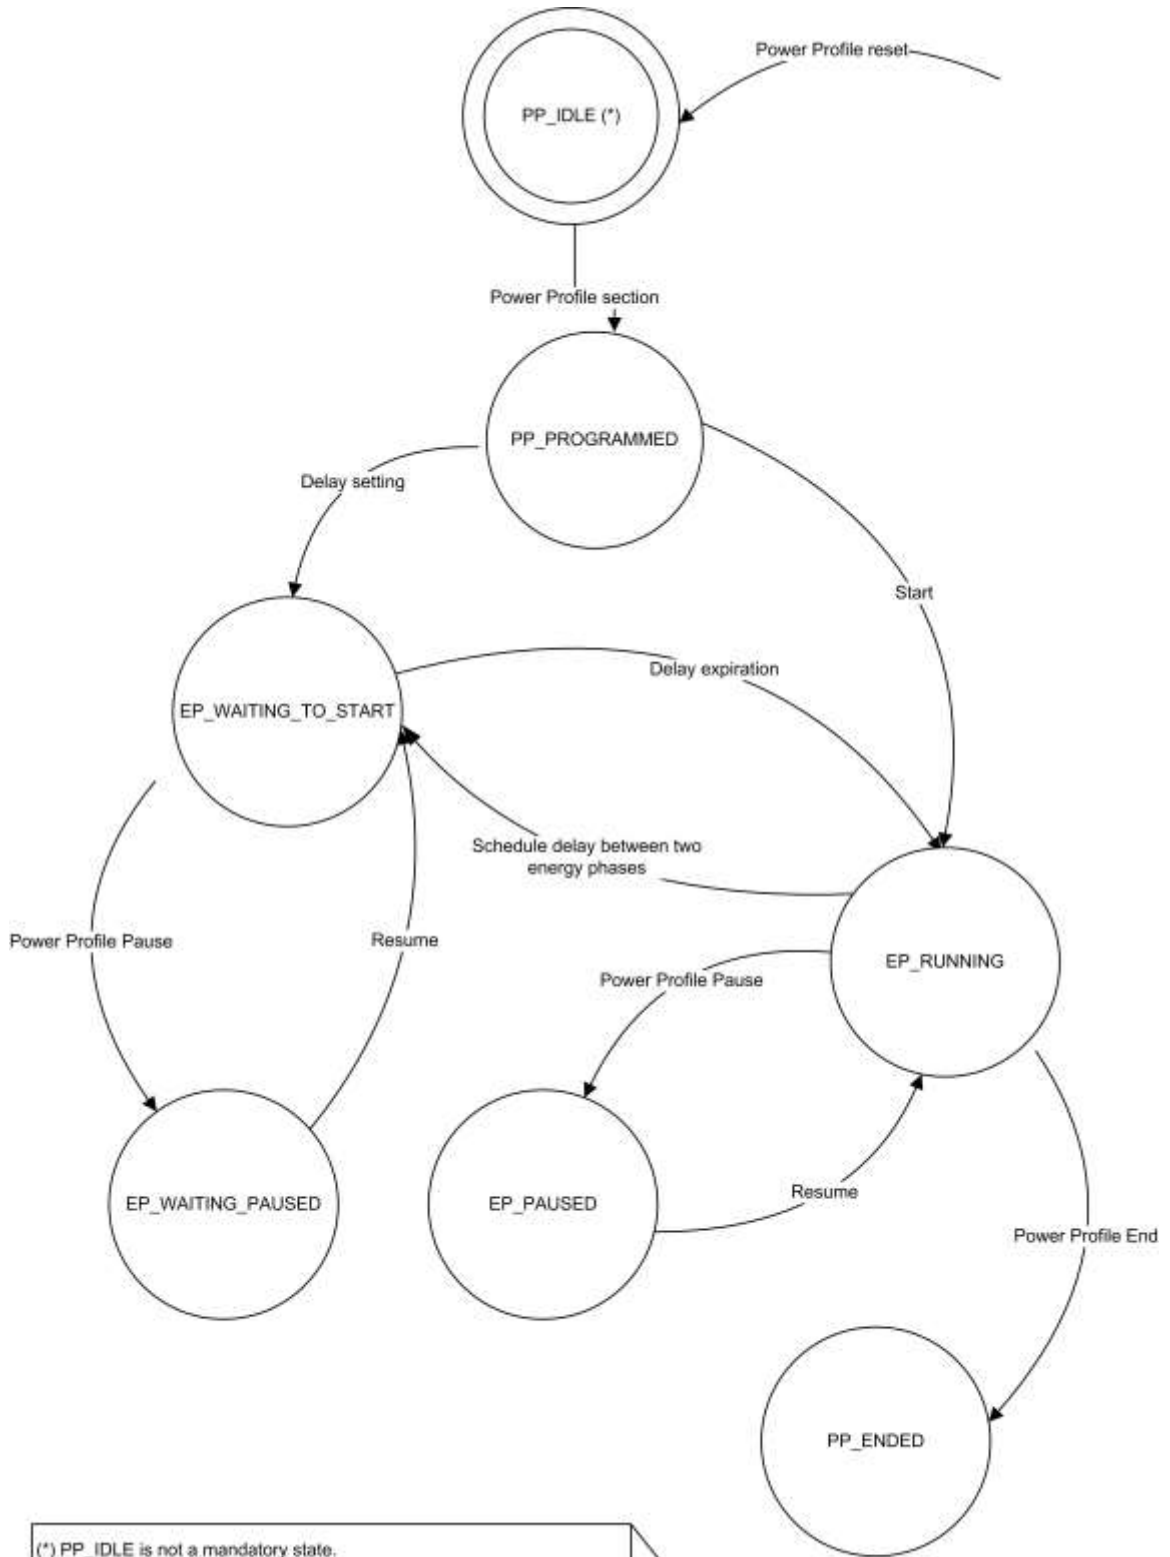 Power Profile reset
PP_IDLE (*)
Power Profile section
PP_PROGRAMMED
Delay setting
Start
Delay expiration
EP_WAITING_TO_START
Schedule delay between two
energy phases
Power Profile Pause
Resume
EP_RUNNING
Power Profile Pause
EP_WAITING_PAUSED
EP_PAUSED
Resume
Power Profile End
PP_ENDED
(*) PP_IDLE is not a mandatory state.